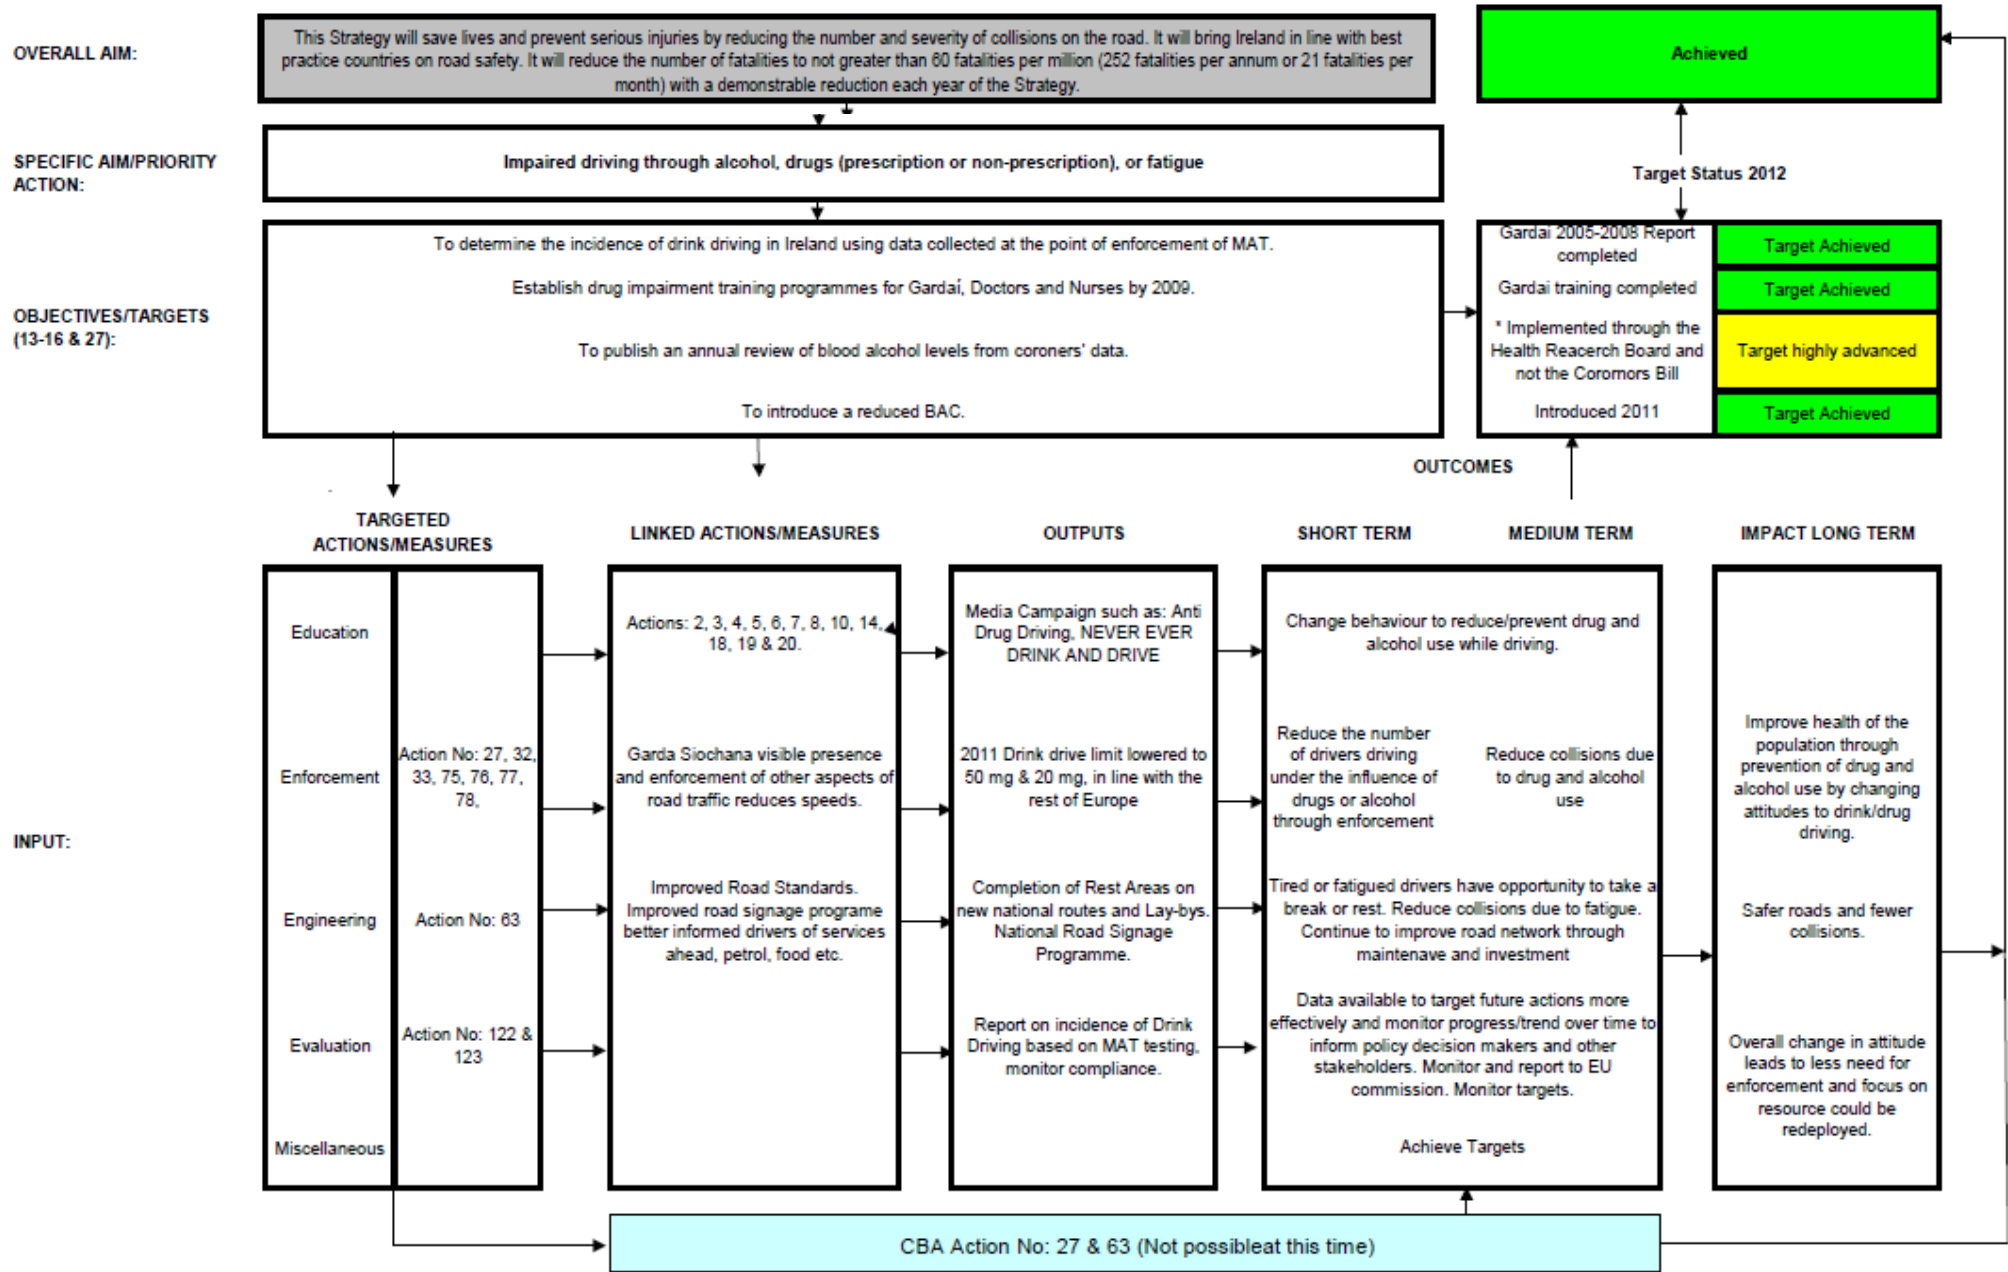 OVERALL AIM:
This Strategy will save lives and prevent serious injuries by reducing the number and severity of collisions on the road. It will bring Ireland in line with best
practice countries on road safety. It will reduce the number of fatalities to not greater than 60 fatalities per million (252 fatalities per annum or 21 fatalities per
month) with a demonstrable reduction each year of the Strategy.
Achieved
SPECIFIC AIM/PRIORITY
ACTION:
Impaired driving through alcohol, drugs (prescription or non-prescription), or fatigue
Target Status 2012
OBJECTIVES/TARGETS
(13-16 & 27):
To determine the incidence of drink driving in Ireland using data collected at the point of enforcement of MAT.
Establish drug impairment training programmes for Gardaí, Doctors and Nurses by 2009.
To publish an annual review of blood alcohol levels from coroners' data.
To introduce a reduced BAC.
Gardai 2005-2008 Report
completed
Target Achieved
Gardai training completed
Target Achieved
* Implemented through the
Health Reacerch Board and
not the Coromors Bill
Target highly advanced
Introduced 2011
Target Achieved
OUTCOMES
TARGETED
ACTIONS/MEASURES
LINKED ACTIONS/MEASURES
OUTPUTS
SHORT TERM
MEDIUM TERM
IMPACT LONG TERM
INPUT:
Education
Actions: 2, 3, 4, 5, 6, 7, 8, 10, 14,
18, 19 & 20.
Media Campaign such as: Anti
Drug Driving, NEVER EVER
DRINK AND DRIVE
Change behaviour to reduce/prevent drug and
alcohol use while driving.
Enforcement
Action No: 27, 32,
33, 75, 76, 77,
78,
Garda Siochana visible presence
and enforcement of other aspects of
road traffic reduces speeds.
2011 Drink drive limit lowered to
50 mg & 20 mg, in line with the
rest of Europe
Reduce the number
of drivers driving
under the influence of
drugs or alcohol
through enforcement
Reduce collisions due
to drug and alcohol
use
Improve health of the
population through
prevention of drug and
alcohol use by changing
attitudes to drink/drug
driving.
Engineering
Action No: 63
Improved Road Standards.
Improved road signage programe
better informed drivers of services
ahead, petrol, food etc.
Completion of Rest Areas on
new national routes and Lay-bys.
National Road Signage
Programme.
Tired or fatigued drivers have opportunity to take a
break or rest. Reduce collisions due to fatigue.
Continue to improve road network through
maintenave and investment
Safer roads and fewer
collisions.
Evaluation
Action No: 122 &
123
Report on incidence of Drink
Driving based on MAT testing,
monitor compliance.
Data available to target future actions more
effectively and monitor progress/trend over time to
inform policy decision makers and other
stakeholders. Monitor and report to EU
commission. Monitor targets.
Overall change in attitude
leads to less need for
enforcement and focus on
resource could be
redeployed.
Miscellaneous
Achieve Targets
CBA Action No: 27 & 63 (Not possibleat this time)